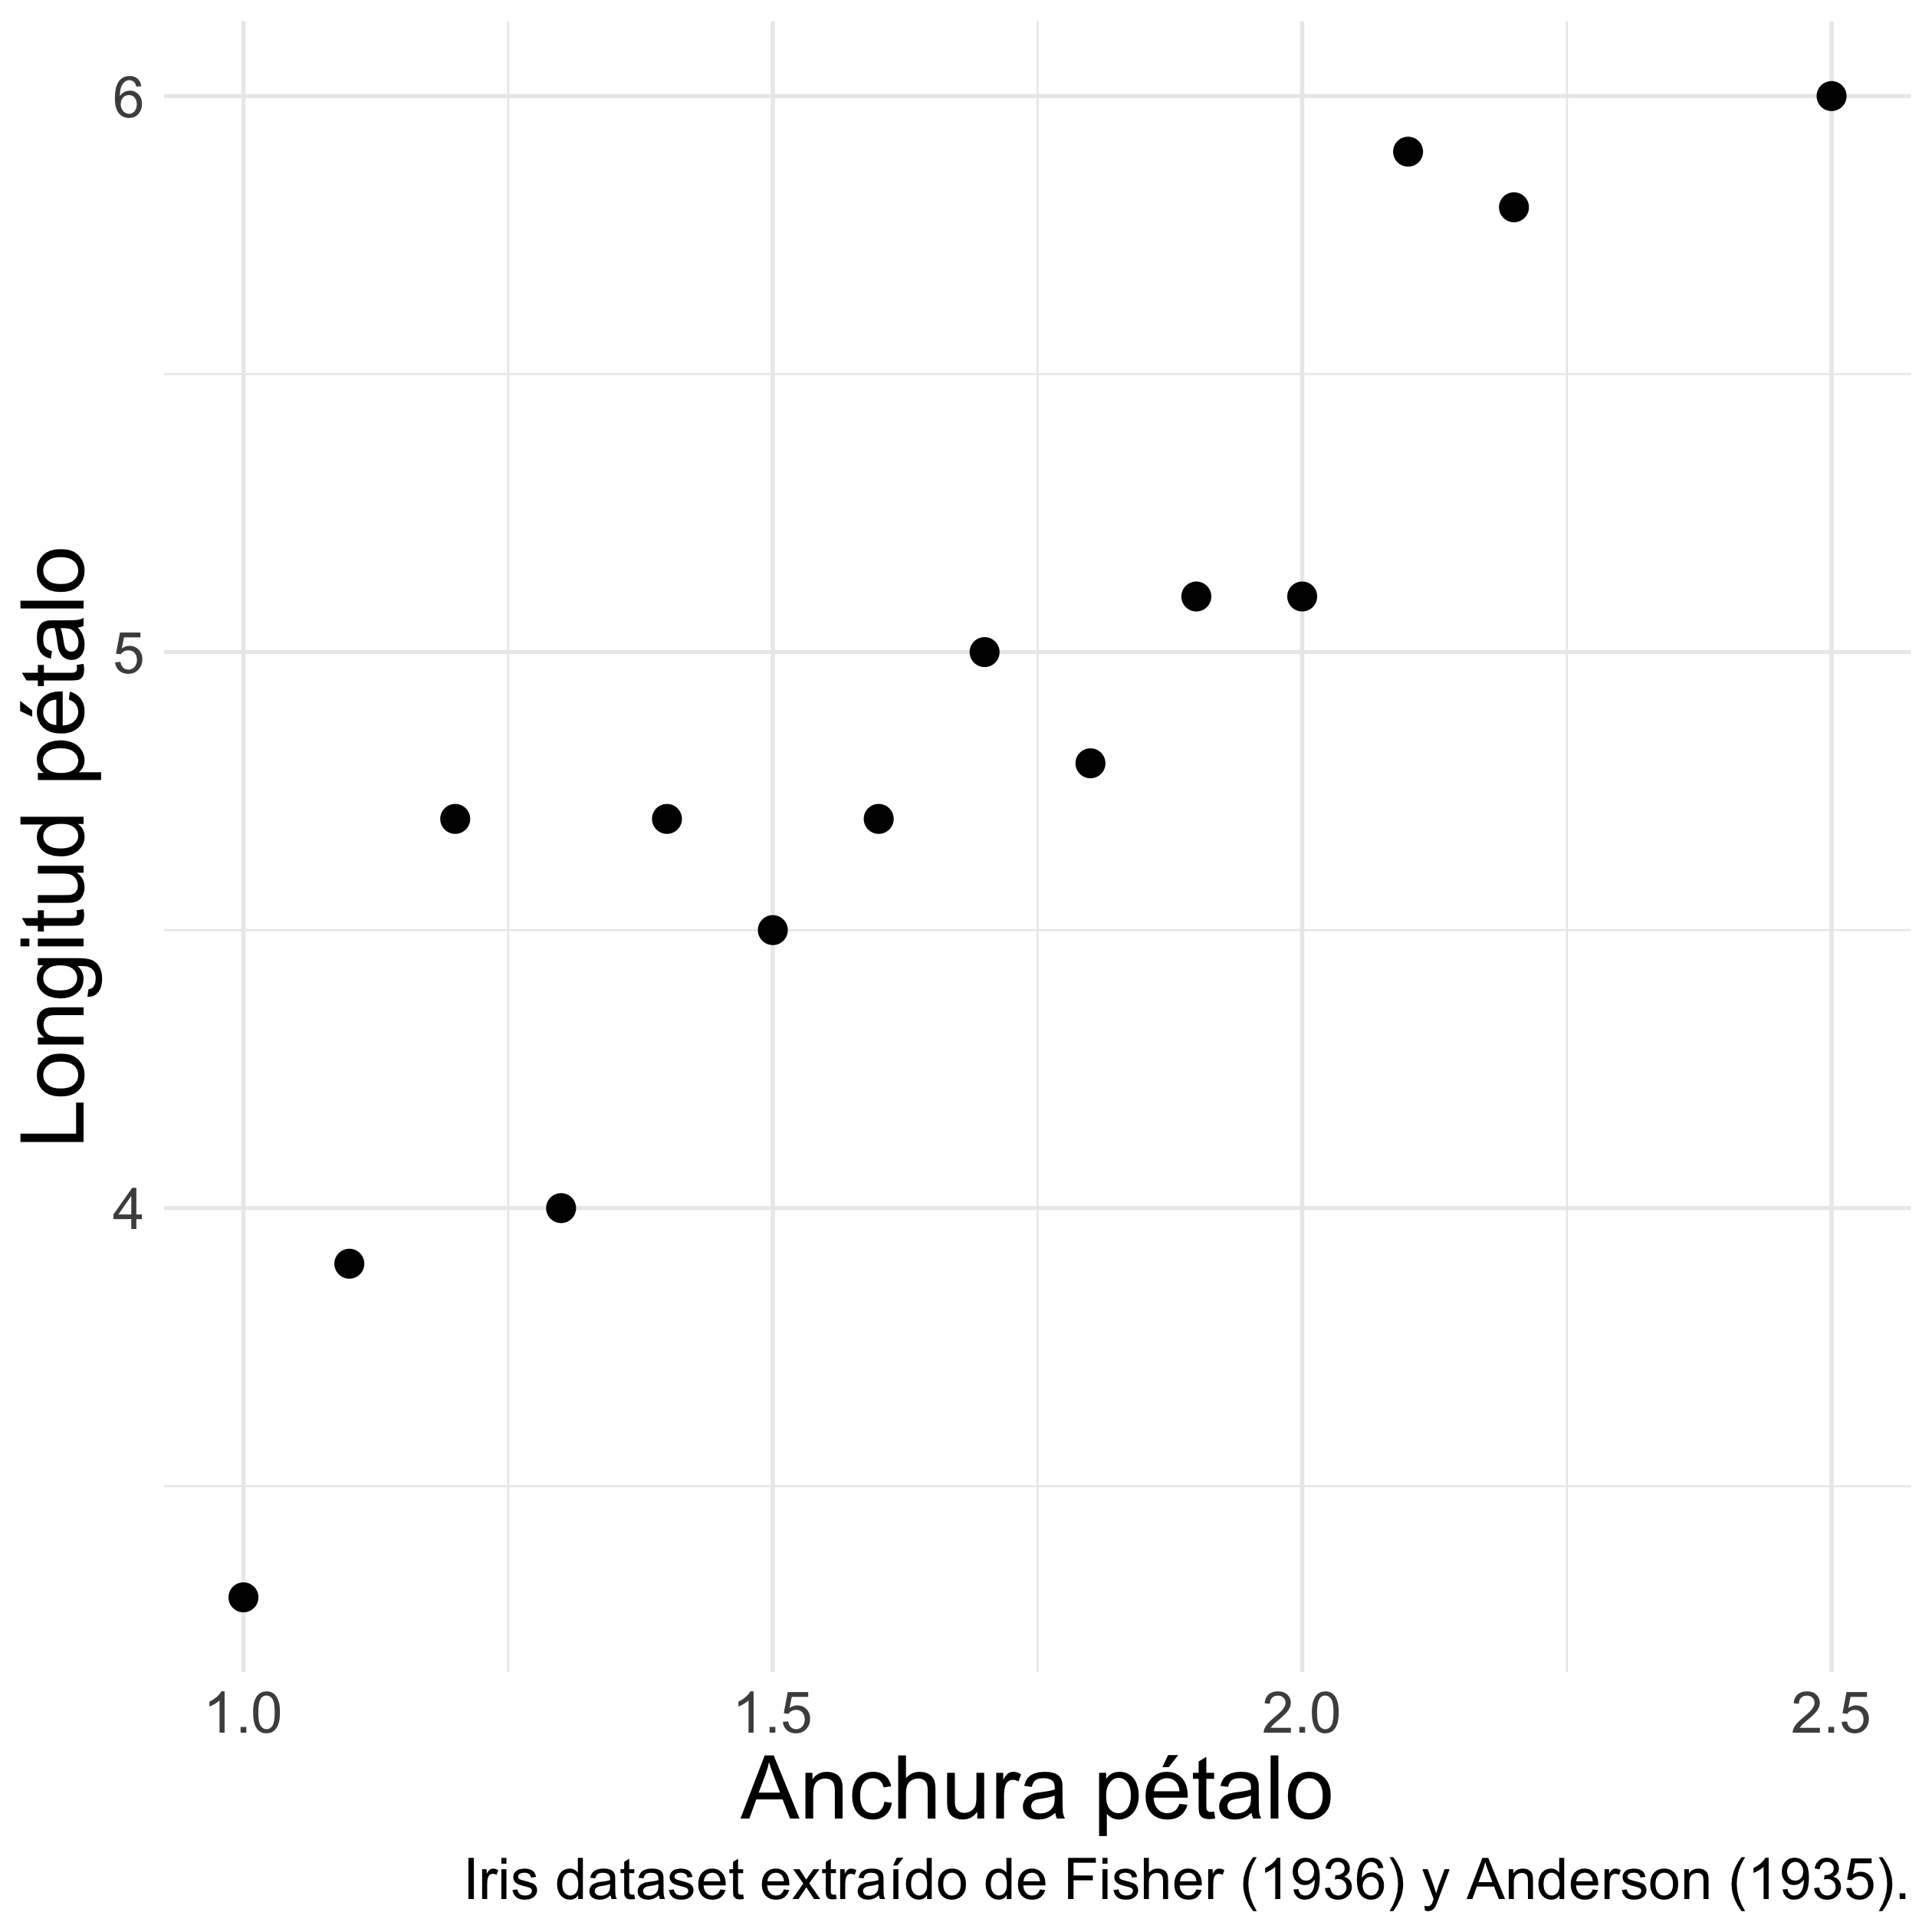 Longitud pétalo
6
5
4
1.0 1.5 2.0 2.5
Anchura pétalo
Iris dataset extraído de Fisher (1936) y Anderson (1935).